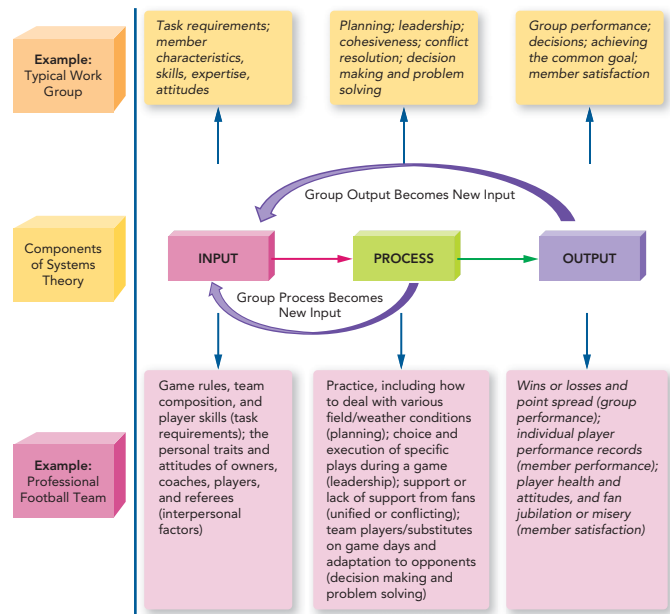 Example:
Typical Work
Group
Task requirements;
member
characteristics,
skills, expertise,
attitudes
Planning; leadership;
cohesiveness; conflict
resolution; decision
making and problem
solving
Group performance;
decisions; achieving
the common goal;
member satisfaction
Group Output Becomes New Input
Components
of Systems
Theory
INPUT
PROCESS
OUTPUT
Group Process Becomes
New Input
Example:
Professional
Football Team
Game rules, team
composition, and
player skills (task
requirements); the
personal traits and
attitudes of owners,
coaches, players,
and referees
(interpersonal
factors)
Practice, including how
to deal with various
field/weather conditions
(planning); choice and
execution of specific
plays during a game
(leadership); support or
lack of support from fans
(unified or conflicting);
team players/substitutes
on game days and
adaptation to opponents
(decision making and
problem solving)
Wins or losses and
point spread (group
performance);
individual player
performance records
(member performance);
player health and
attitudes, and fan
jubilation or misery
(member satisfaction)